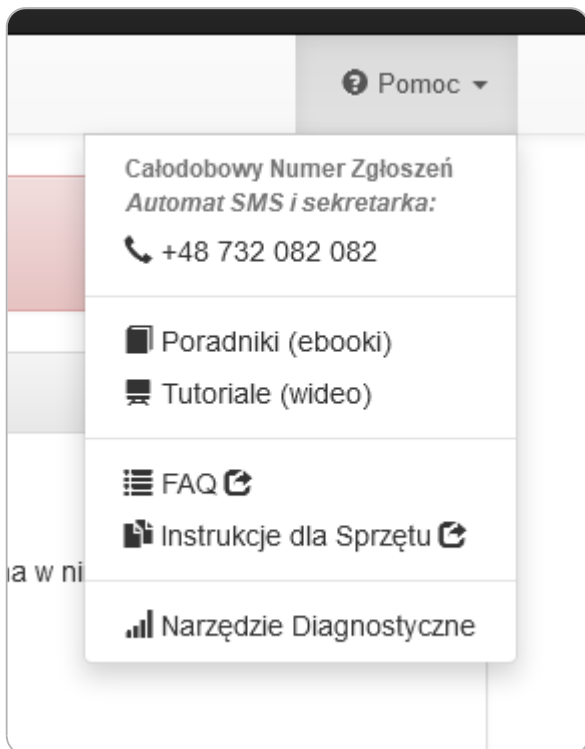 Pomoc
Całodobowy Numer Zgłoszeń
Automat SMS i sekretarka:
+48 732 082 082
Poradniki (ebooki)
Tutoriale (wideo)
FAQ
Instrukcje dla Sprzętu
w ni
Narzędzie Diagnostyczne